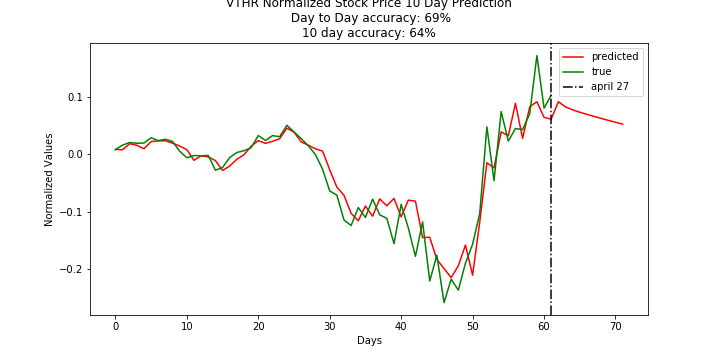 VTHR Normalized Stock Price 10 Day Prediction
Day to Day accuracy: 69%
10 day accuracy: 64%
predicted
true
april 27
0.1
0.0
−0.1
−0.2
Normalized Values
0 10 20 30 40 50 60 70
Days